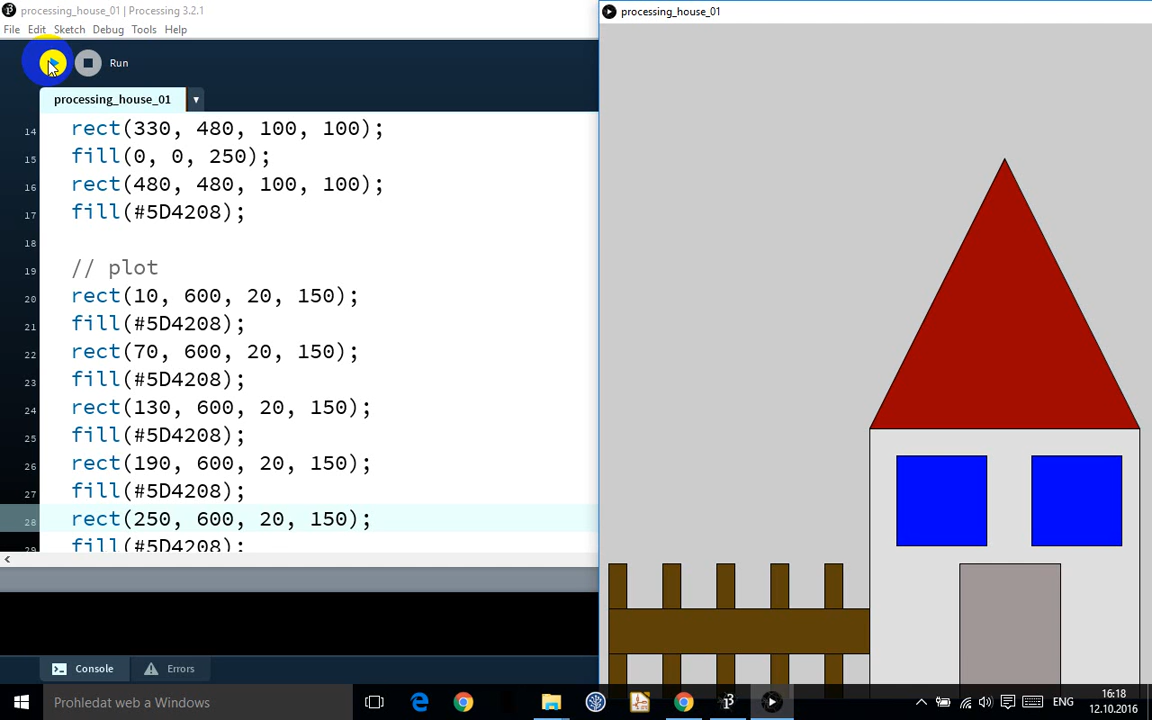 processing_house_01 | Processing 3.2.1
File Edit Sketch Debug Tools Help
Run
processing_house_01
14 rect(330, 480, 100, 100);
15 fill(0, 0, 250);
16 rect(480, 480, 100, 100);
17 fill(#5D4208);
18
19 // plot
20 rect(10, 600, 20, 150);
21 fill(#5D4208);
22 rect(70, 600, 20, 150);
23 fill(#5D4208);
24 rect(130, 600, 20, 150);
25 fill(#5D4208);
26 rect(190, 600, 20, 150);
27 fill(#5D4208);
28 rect(250, 600, 20, 150);
29 fill(#5D4208);
Console Errors
processing_house_01
Prohledat web a Windows
ENG
16:18
12.10.2016